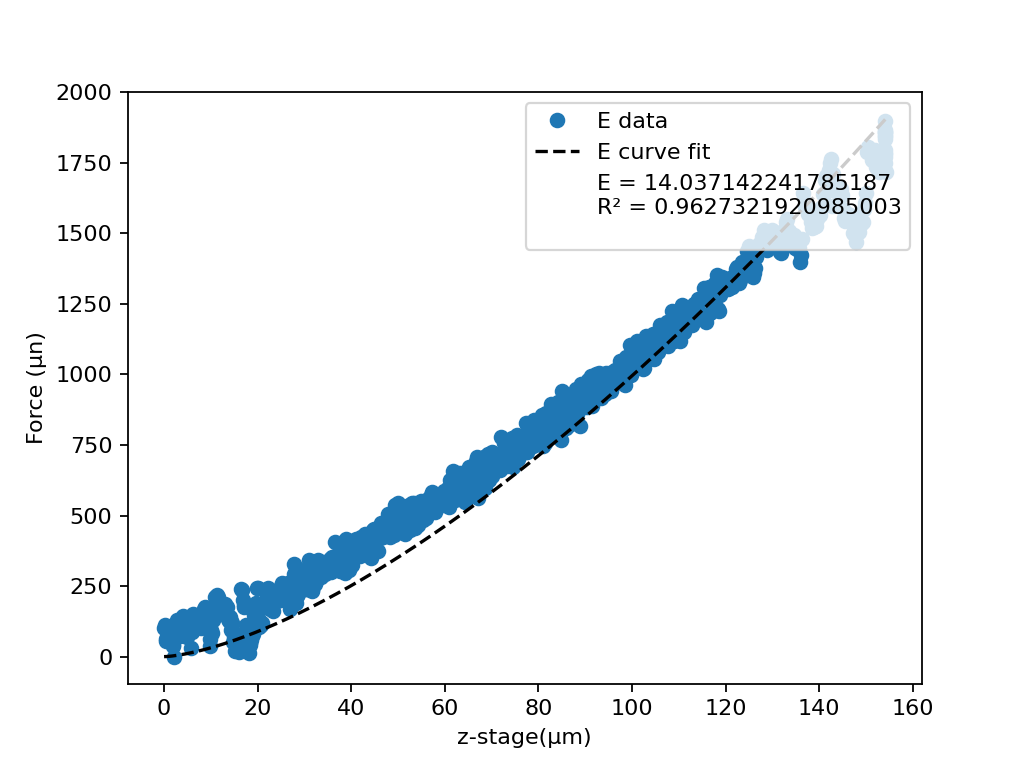 2000
1750
1500
1250
1000
750
500
250
0
Force (μn)
E data
E curve fit
E = 14.037142241785187
R² = 0.9627321920985003
0 20 40 60 80 100 120 140 160
z-stage(μm)